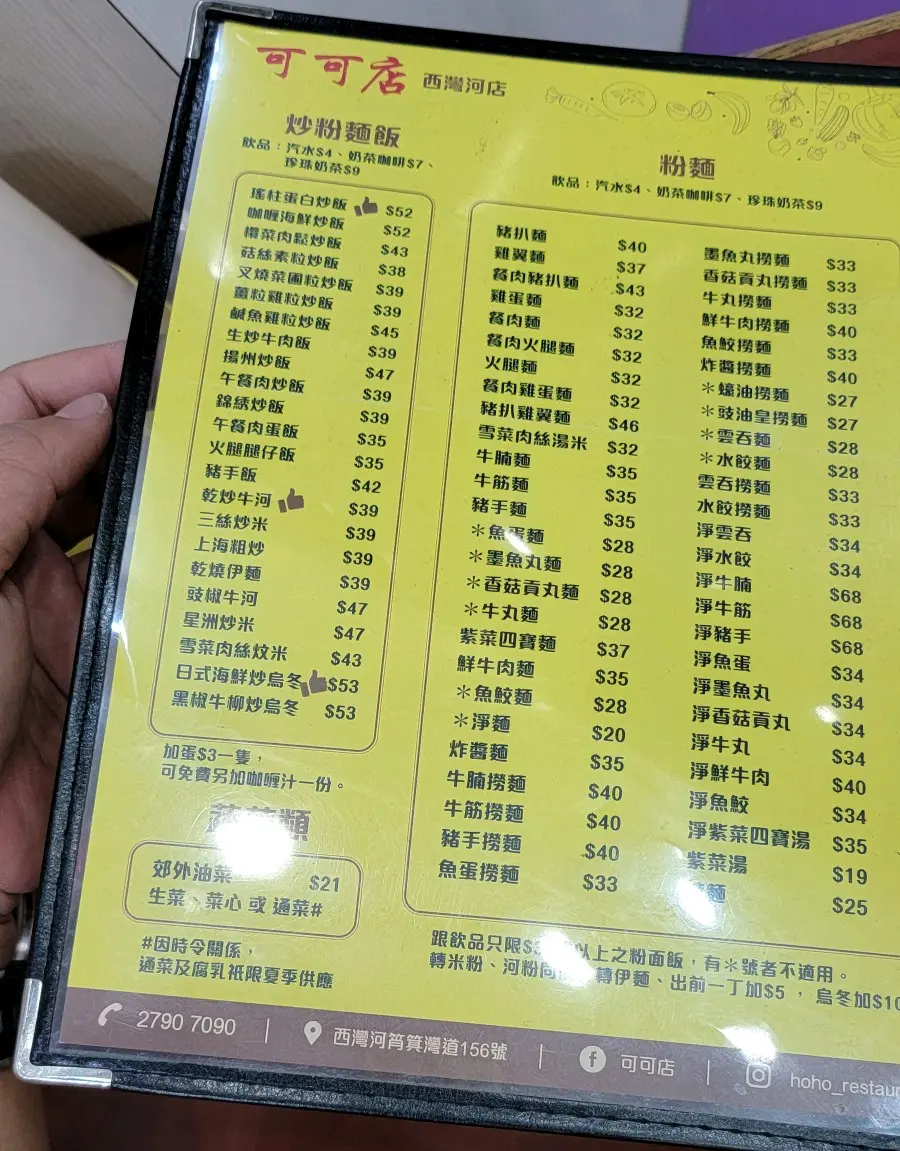 可可店 西灣河店
炒粉麵飯
飲品：汽水$4、奶茶咖啡$7、
珍珠奶茶$9
瑤柱蛋白炒飯 $52
咖喱海鮮炒飯 $52
欖菜肉鬆炒飯 $43
菇絲素粒炒飯 $38
叉燒菜圃粒炒飯 $39
薑粒雞粒炒飯 $39
鹹魚雞粒炒飯 $45
生炒牛肉飯 $39
揚州炒飯 $47
午餐肉炒飯 $39
錦綉炒飯 $39
午餐肉蛋飯 $35
火腿腿仔飯 $35
豬手飯 $42
乾炒牛河 $39
三絲炒米 $39
上海粗炒 $39
乾燒伊麵 $39
豉椒牛河 $47
星洲炒米 $47
雪菜肉絲炆米 $43
日式海鮮炒烏冬 $53
黑椒牛柳炒烏冬 $53
加蛋$3一隻，
可免費另加咖喱汁一份。
郊外油菜 $21
生菜、菜心 或 通菜#
#因時令關係，
通菜及腐乳衹限夏季供應
粉麵
飲品：汽水$4、奶茶咖啡$7、珍珠奶茶$9
豬扒麵 $40
雞翼麵 $37
餐肉豬扒麵 $43
雞蛋麵 $32
餐肉麵 $32
餐肉火腿麵 $32
火腿麵 $32
餐肉雞蛋麵 $32
豬扒雞翼麵 $46
雪菜肉絲湯米 $32
牛腩麵 $35
牛筋麵 $35
豬手麵 $35
＊魚蛋麵 $28
＊墨魚丸麵 $28
＊香菇貢丸麵 $28
＊牛丸麵 $28
紫菜四寶麵 $37
鮮牛肉麵 $35
＊魚餃麵 $28
＊淨麵 $20
炸醬麵 $35
牛腩撈麵 $40
牛筋撈麵 $40
豬手撈麵 $40
魚蛋撈麵 $33
墨魚丸撈麵 $33
香菇貢丸撈麵 $33
牛丸撈麵 $33
鮮牛肉撈麵 $40
魚餃撈麵 $33
炸醬撈麵 $40
＊蠔油撈麵 $27
＊豉油皇撈麵 $27
＊雲吞麵 $28
＊水餃麵 $28
雲吞撈麵 $33
水餃撈麵 $33
淨雲吞 $34
淨水餃 $34
淨牛腩 $68
淨牛筋 $68
淨豬手 $68
淨魚蛋 $34
淨墨魚丸 $34
淨香菇貢丸 $34
淨牛丸 $34
淨鮮牛肉 $40
淨魚餃 $34
淨紫菜四寶湯 $35
紫菜湯 $19
麵 $25
跟飲品只限 以上之粉面飯，有＊號者不適用。
轉米粉、河粉同 轉伊麵、出前一丁加$5 ， 烏冬加$10
2790 7090 | 西灣河筲箕灣道156號 | 可可店 | hoho_restaur